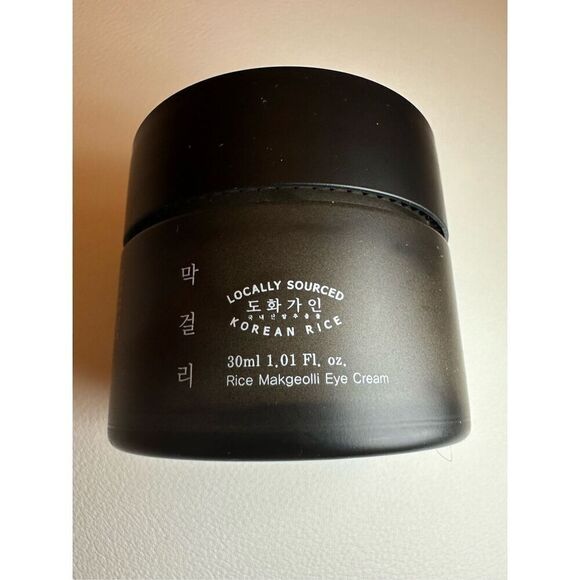 막걸리
LOCALLY SOURCED
도화가인
KOREAN RICE
30ml 1.01 Fl. oz.
Rice Makgeolli Eye Cream